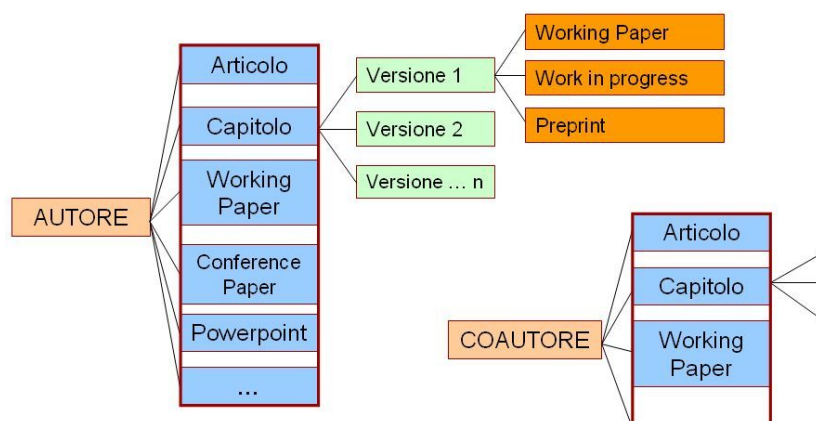 Articolo
Capitolo
Working
Paper
Conference
Paper
Powerpoint
...
AUTORE
Versione 1
Versione 2
Versione ... n
Working Paper
Work in progress
Preprint
COAUTORE
Articolo
Capitolo
Working
Paper